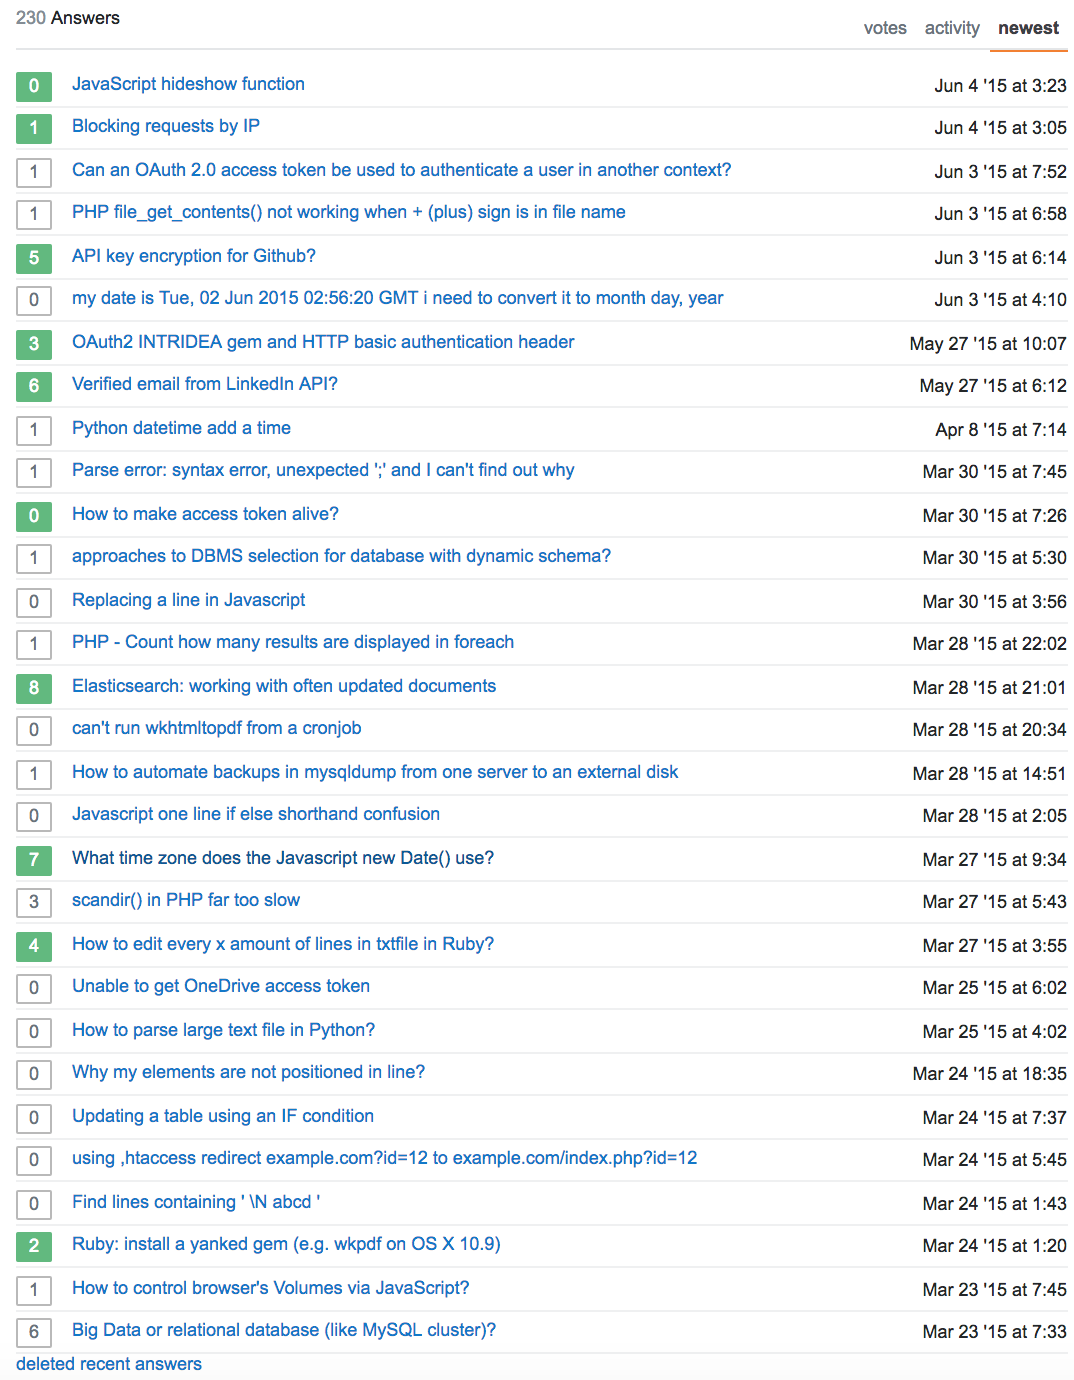 230 Answers
votes activity newest
0 JavaScript hideshow function Jun 4 '15 at 3:23
1 Blocking requests by IP Jun 4 '15 at 3:05
1 Can an OAuth 2.0 access token be used to authenticate a user in another context? Jun 3 '15 at 7:52
1 PHP file_get_contents() not working when + (plus) sign is in file name Jun 3 '15 at 6:58
5 API key encryption for Github? Jun 3 '15 at 6:14
0 my date is Tue, 02 Jun 2015 02:56:20 GMT i need to convert it to month day, year Jun 3 '15 at 4:10
3 OAuth2 INTRIDEA gem and HTTP basic authentication header May 27 '15 at 10:07
6 Verified email from LinkedIn API? May 27 '15 at 6:12
1 Python datetime add a time Apr 8 '15 at 7:14
1 Parse error: syntax error, unexpected ';' and I can't find out why Mar 30 '15 at 7:45
0 How to make access token alive? Mar 30 '15 at 7:26
1 approaches to DBMS selection for database with dynamic schema? Mar 30 '15 at 5:30
0 Replacing a line in Javascript Mar 30 '15 at 3:56
1 PHP - Count how many results are displayed in foreach Mar 28 '15 at 22:02
8 Elasticsearch: working with often updated documents Mar 28 '15 at 21:01
0 can't run wkhtmltopdf from a cronjob Mar 28 '15 at 20:34
1 How to automate backups in mysqldump from one server to an external disk Mar 28 '15 at 14:51
0 Javascript one line if else shorthand confusion Mar 28 '15 at 2:05
7 What time zone does the Javascript new Date() use? Mar 27 '15 at 9:34
3 scandir() in PHP far too slow Mar 27 '15 at 5:43
4 How to edit every x amount of lines in txtfile in Ruby? Mar 27 '15 at 3:55
0 Unable to get OneDrive access token Mar 25 '15 at 6:02
0 How to parse large text file in Python? Mar 25 '15 at 4:02
0 Why my elements are not positioned in line? Mar 24 '15 at 18:35
0 Updating a table using an IF condition Mar 24 '15 at 7:37
0 using ,htaccess redirect example.com?id=12 to example.com/index.php?id=12 Mar 24 '15 at 5:45
0 Find lines containing ' \N abcd ' Mar 24 '15 at 1:43
2 Ruby: install a yanked gem (e.g. wkpdf on OS X 10.9) Mar 24 '15 at 1:20
1 How to control browser's Volumes via JavaScript? Mar 23 '15 at 7:45
6 Big Data or relational database (like MySQL cluster)? Mar 23 '15 at 7:33
deleted recent answers